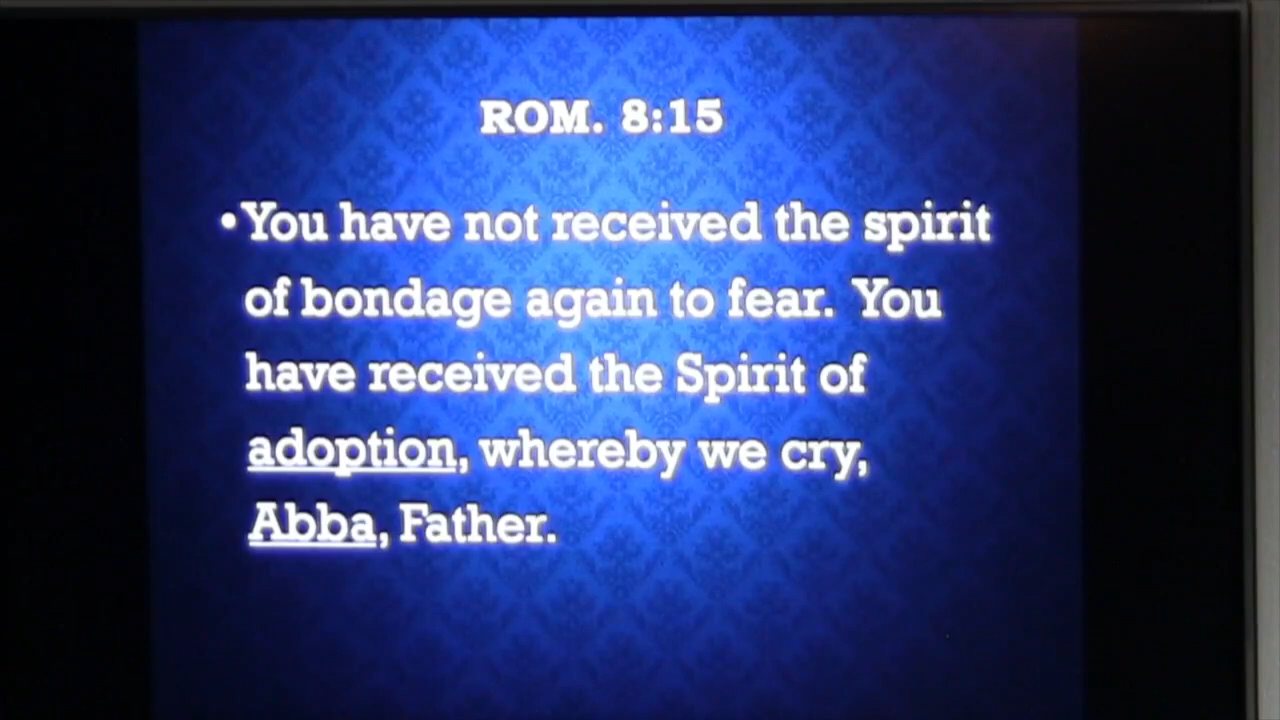 ROM. 8:15
•You have not received the spirit
of bondage again to fear.  You
have received the Spirit of
adoption, whereby we cry,
Abba, Father.